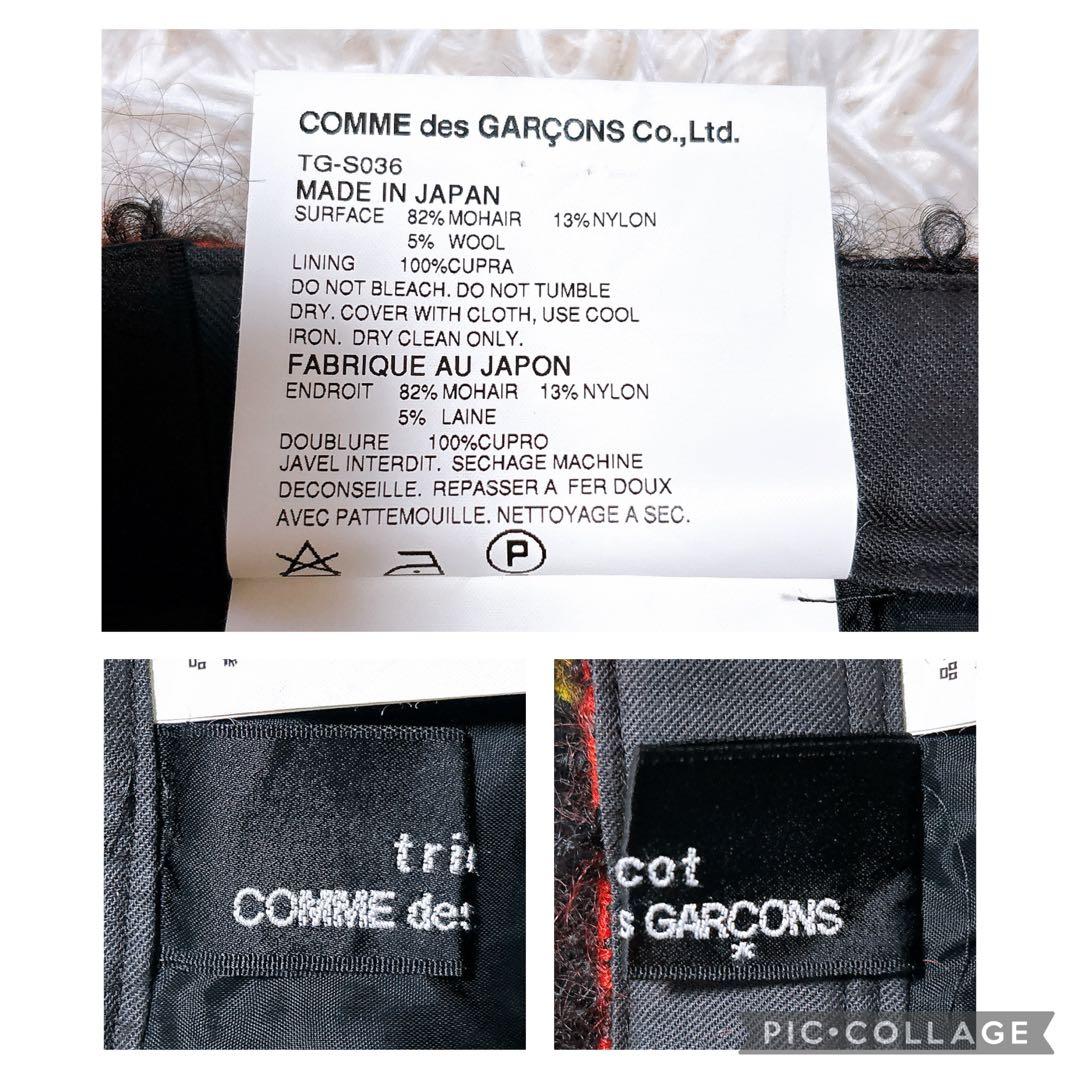 COMME des GARÇONS Co.,Ltd.
TG-S036
MADE IN JAPAN
SURFACE 82% MOHAIR 13% NYLON
5% WOOL
LINING 100%CUPRA
DO NOT BLEACH. DO NOT TUMBLE
DRY. COVER WITH CLOTH, USE COOL
IRON. DRY CLEAN ONLY.
FABRIQUE AU JAPON
ENDROIT 82% MOHAIR 13% NYLON
5% LAINE
DOUBLURE 100%CUPRO
JAVEL INTERDIT. SECHAGE MACHINE
DECONSEILLE. REPASSER A FER DOUX
AVEC PATTEMOUILLE. NETTOYAGE A SEC.
P
tri
COMME des
cot
s GARCONS
*
PIC•COLLAGE